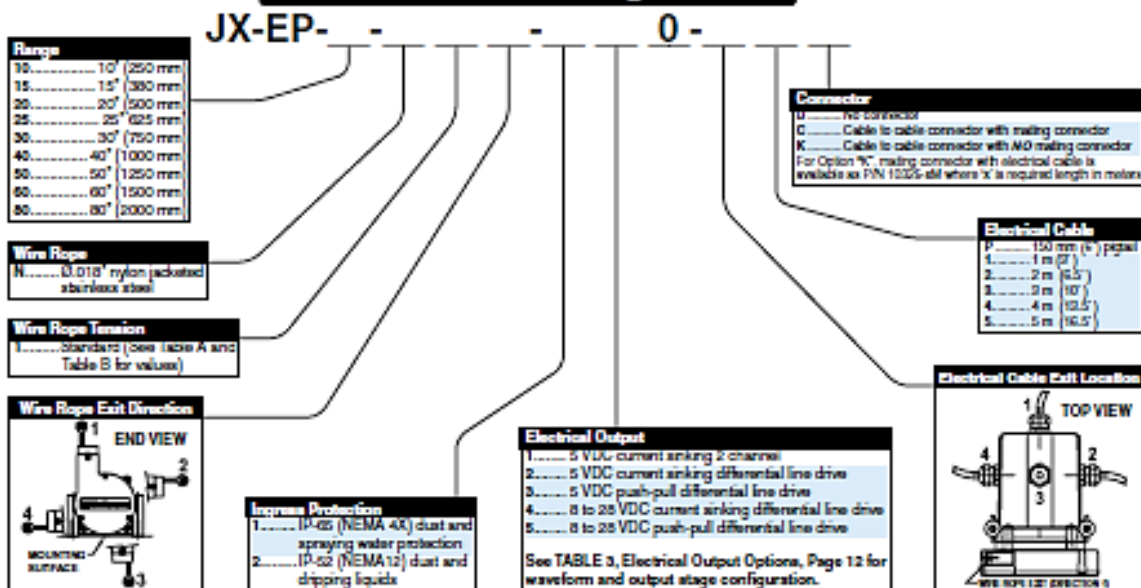 JX-EP- - - 0 -
Range
10 10" (250 mm)
15 15" (380 mm)
20 20" (500 mm)
25 25" 625 mm)
30 30" (750 mm)
40 40" (1000 mm)
50 50" (1250 mm)
60 60" (1500 mm)
80 80" (2000 mm)
Wire Rope
N Ø.018" nylon jacketed
stainless steel
Wire Rope Tension
1 Standard (See Table A and
Table B for values)
Wire Rope Exit Direction
END VIEW
1
2
4
MOUNTING
SURFACE
3
Ingress Protection
1 IP-65 (NEMA 4X) dust and
spraying water protection
2 IP-52 (NEMA 12) dust and
dripping liquids
Electrical Output
1 5 VDC current sinking 2 channel
2 5 VDC current sinking differential line drive
3 5 VDC push-pull differential line drive
4 8 to 28 VDC current sinking differential line drive
5 8 to 28 VDC push-pull differential line drive
See TABLE 3, Electrical Output Options, Page 12 for
waveform and output stage configuration.
Connector
No connector
C Cable to cable connector with mating connector
K Cable to cable connector with NO mating connector
For Option "K", mating connector with electrical cable is
available as P/N where 'x' is required length in meters
Electrical Cable
P 150 mm (6") pigtail
1 1 m
2 2 m (6.5')
3 3 m (10')
4 4 m
5 5 m (16.5')
Electrical Cable Exit Location
1
TOP VIEW
4
2
3